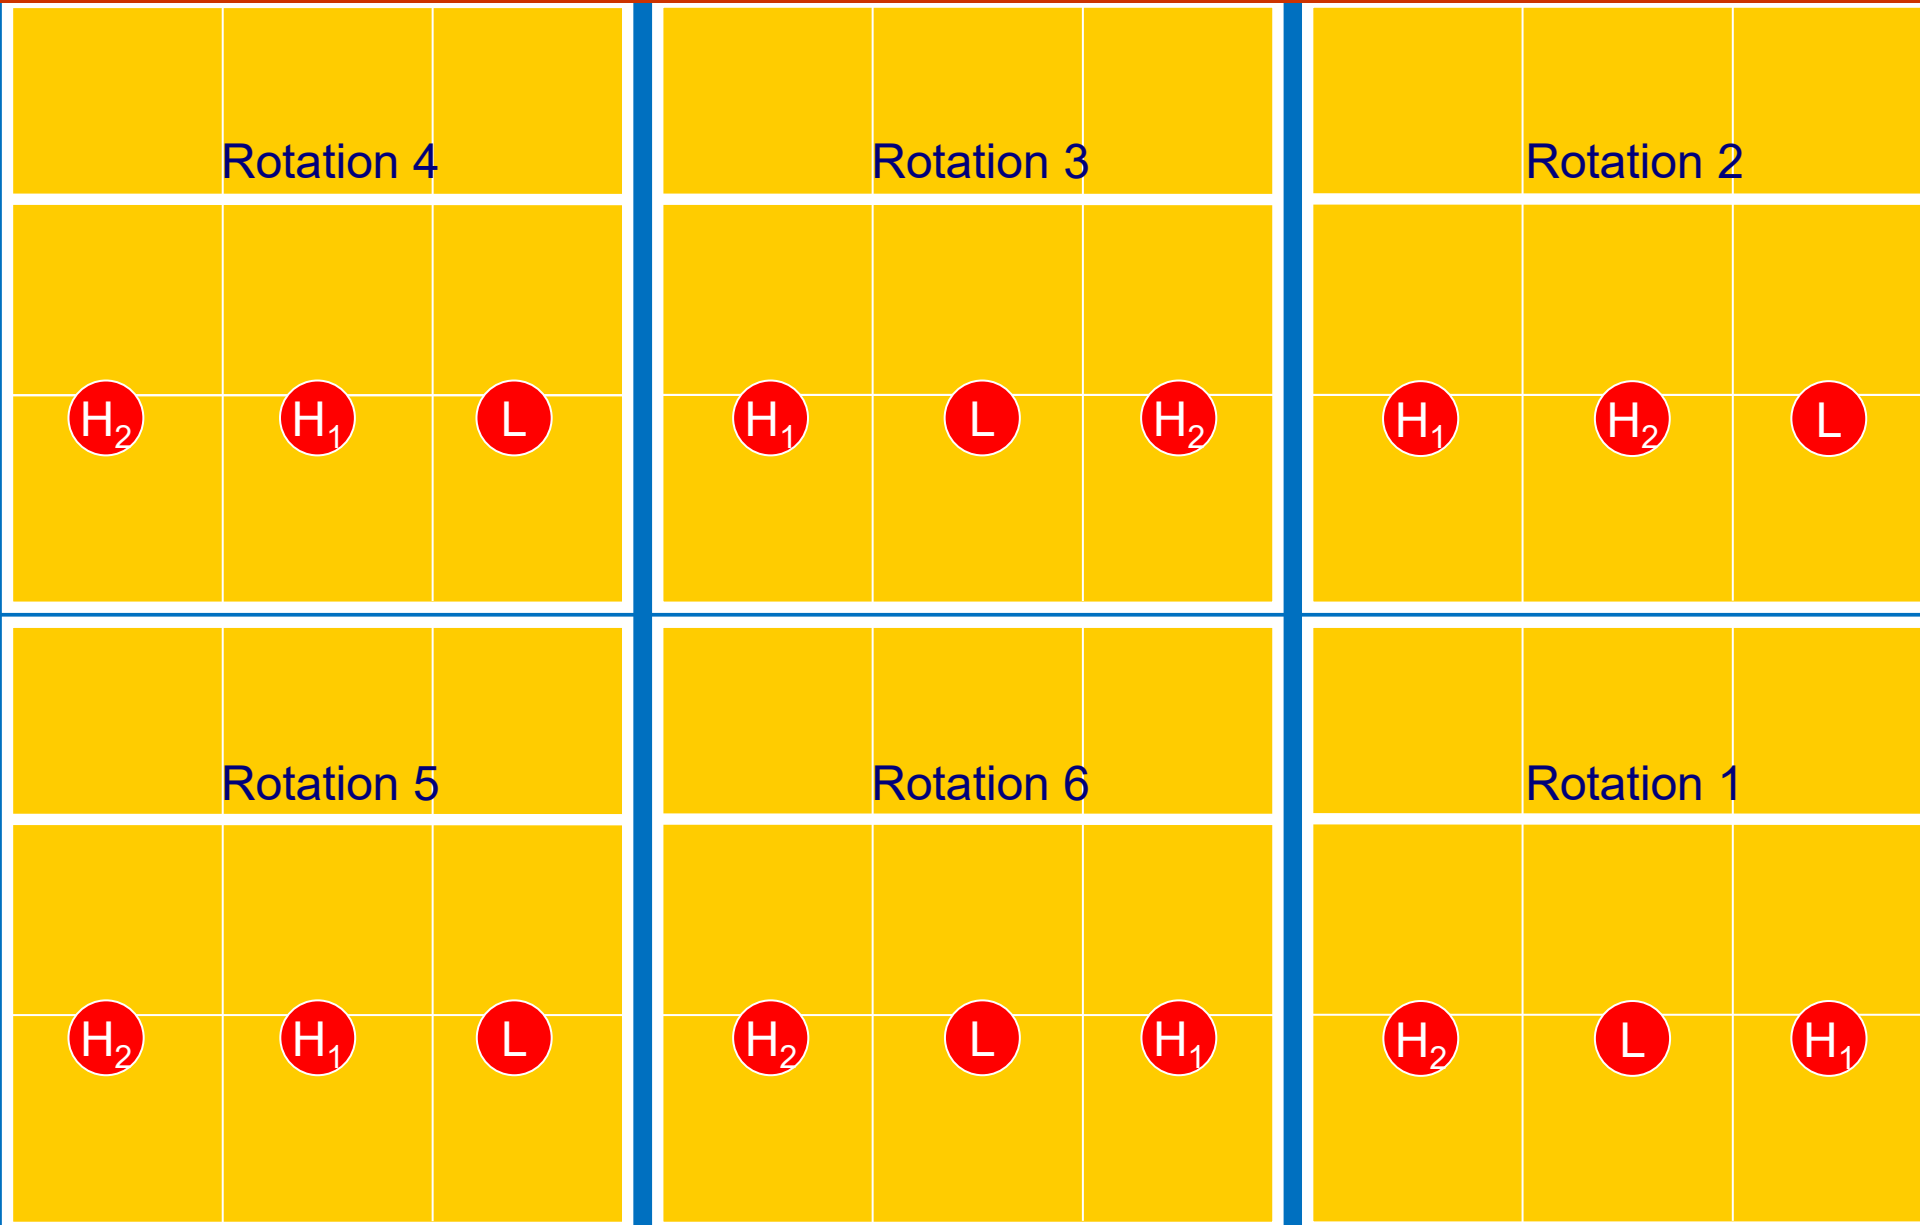 Rotation 4
H₂ H₁ L
Rotation 3
H₁ L H₂
Rotation 2
H₁ H₂ L
Rotation 5
H₂ H₁ L
Rotation 6
H₂ L H₁
Rotation 1
H₂ L H₁